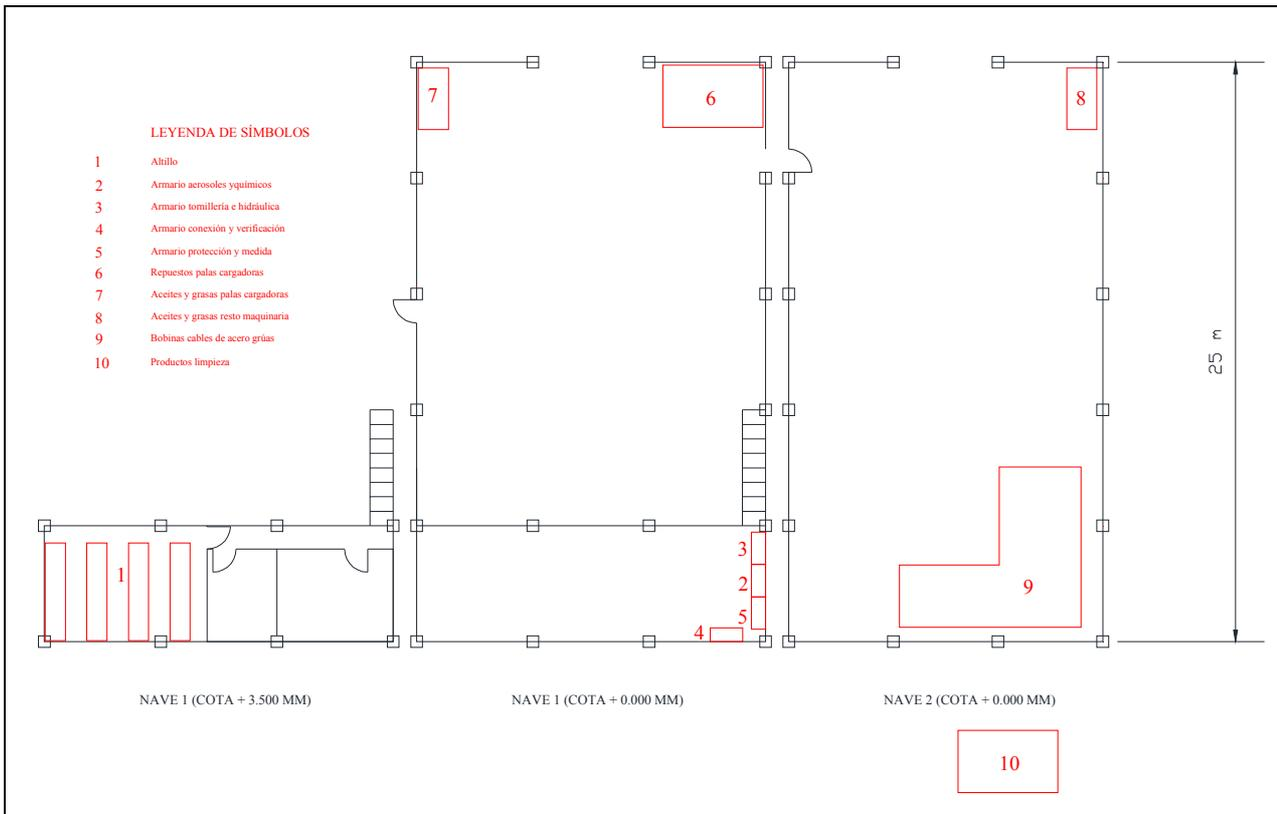 7
6
8
LEYENDA DE SÍMBOLOS
1 Altillo
2 Armario aerosoles yquímicos
3 Armario tornillería e hidráulica
4 Armario conexión y verificación
5 Armario protección y medida
6 Repuestos palas cargadoras
7 Aceites y grasas palas cargadoras
8 Aceites y grasas resto maquinaria
9 Bobinas cables de acero grúas
10 Productos limpieza
25 m
1
3
2
5
4
9
NAVE 1 (COTA + 3.500 MM)
NAVE 1 (COTA + 0.000 MM)
NAVE 2 (COTA + 0.000 MM)
10